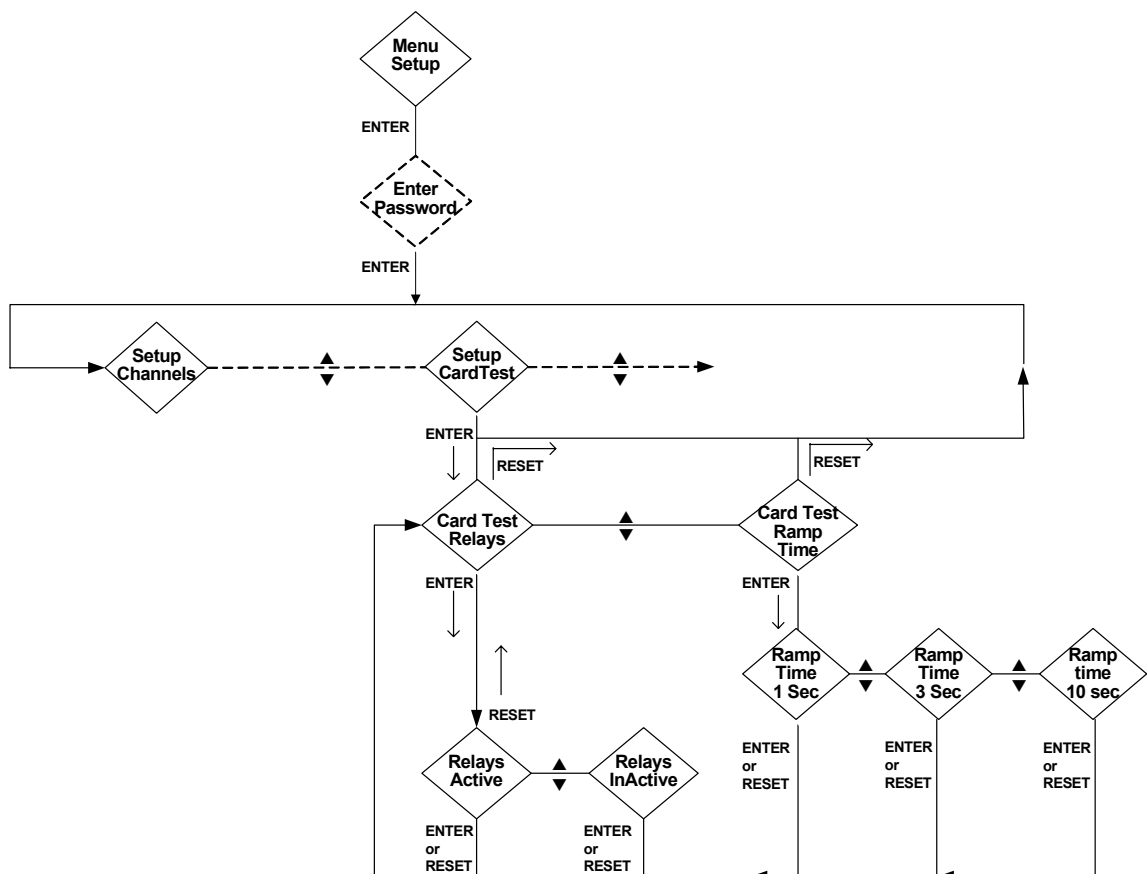 Menu
Setup
ENTER
Enter
Password
ENTER
Setup
Channels
Setup
CardTest
ENTER
RESET
RESET
Card Test
Relays
Card Test
Ramp
Time
ENTER
ENTER
Ramp
Time
1 Sec
Ramp
Time
3 Sec
Ramp
time
10 sec
RESET
Relays
Active
Relays
InActive
ENTER
or
RESET
ENTER
or
RESET
ENTER
or
RESET
ENTER
or
RESET
ENTER
or
RESET